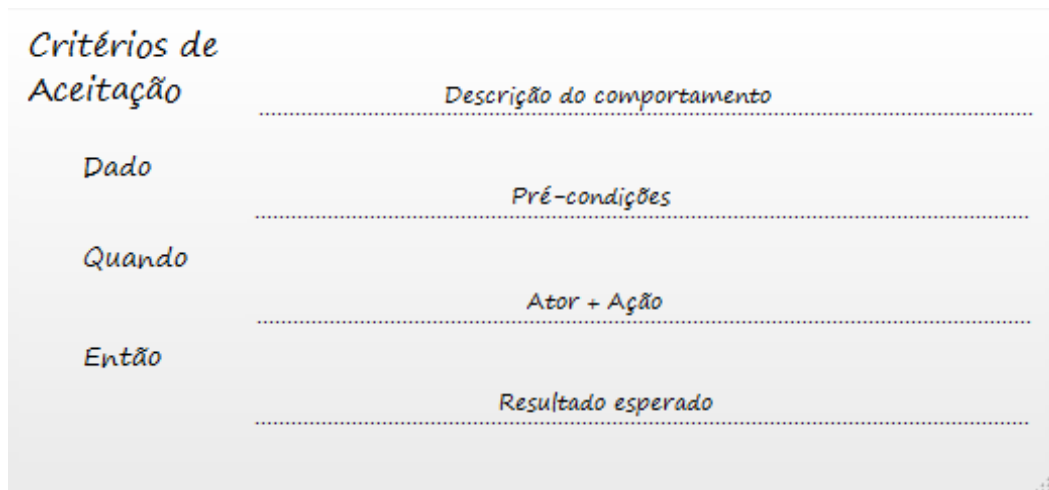 Critérios de
Aceitação
Descrição do comportamento
Dado
Pré-condições
Quando
Ator + Ação
Então
Resultado esperado